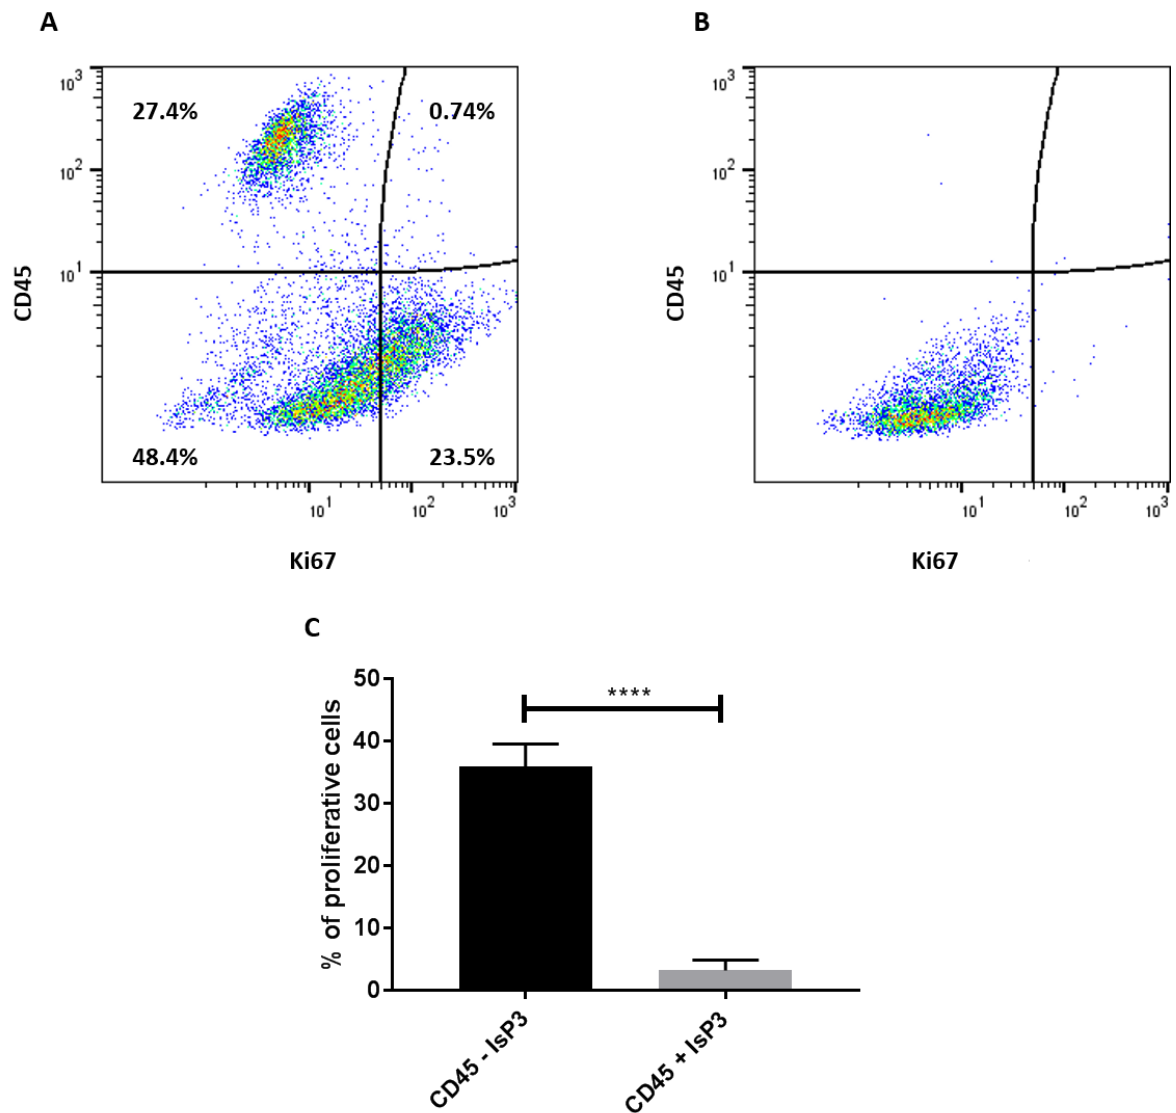 A
B
10³
27.4%
0.74%
10²
10¹
CD45
48.4%
23.5%
10¹
10²
10³
Ki67
10³
10²
10¹
CD45
10¹
10²
10³
Ki67
C
50
40
30
20
10
0
% of proliferative cells
****
CD45 - IsP3
CD45 + IsP3